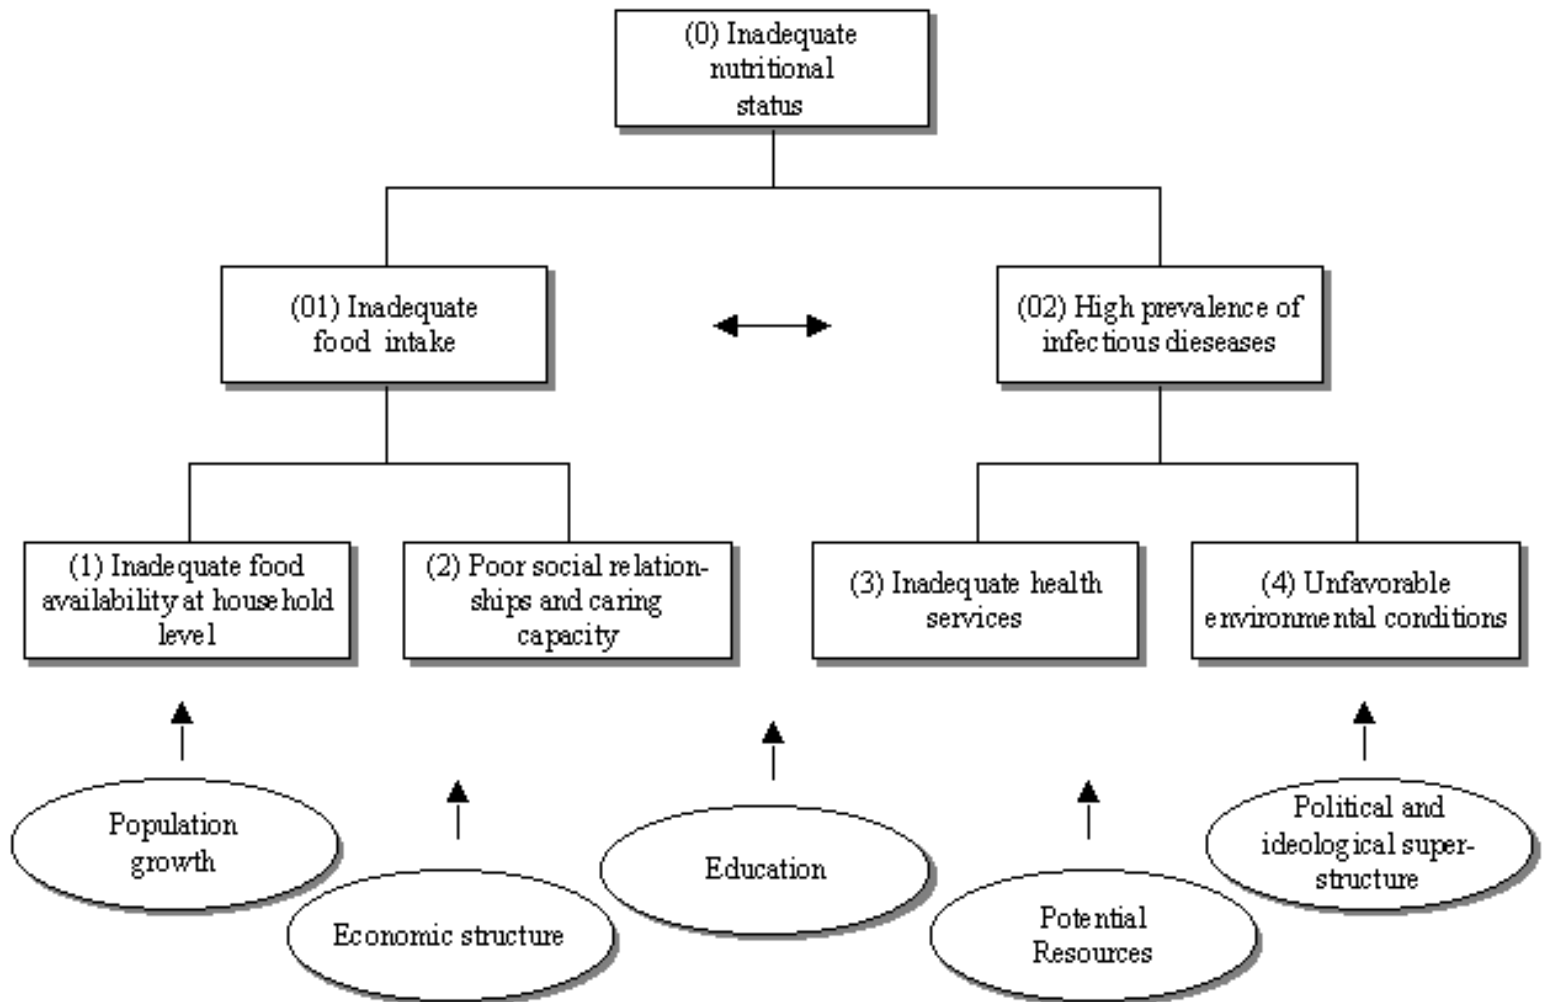 (0) Inadequate
nutritional
status
(01) Inadequate
food intake
(02) High prevalence of
infectious dieseases
(1) Inadequate food
availability at household
level
(2) Poor social relation-
ships and caring
capacity
(3) Inadequate health
services
(4) Unfavorable
environmental conditions
Population
growth
Economic structure
Education
Potential
Resources
Political and
ideological super-
structure